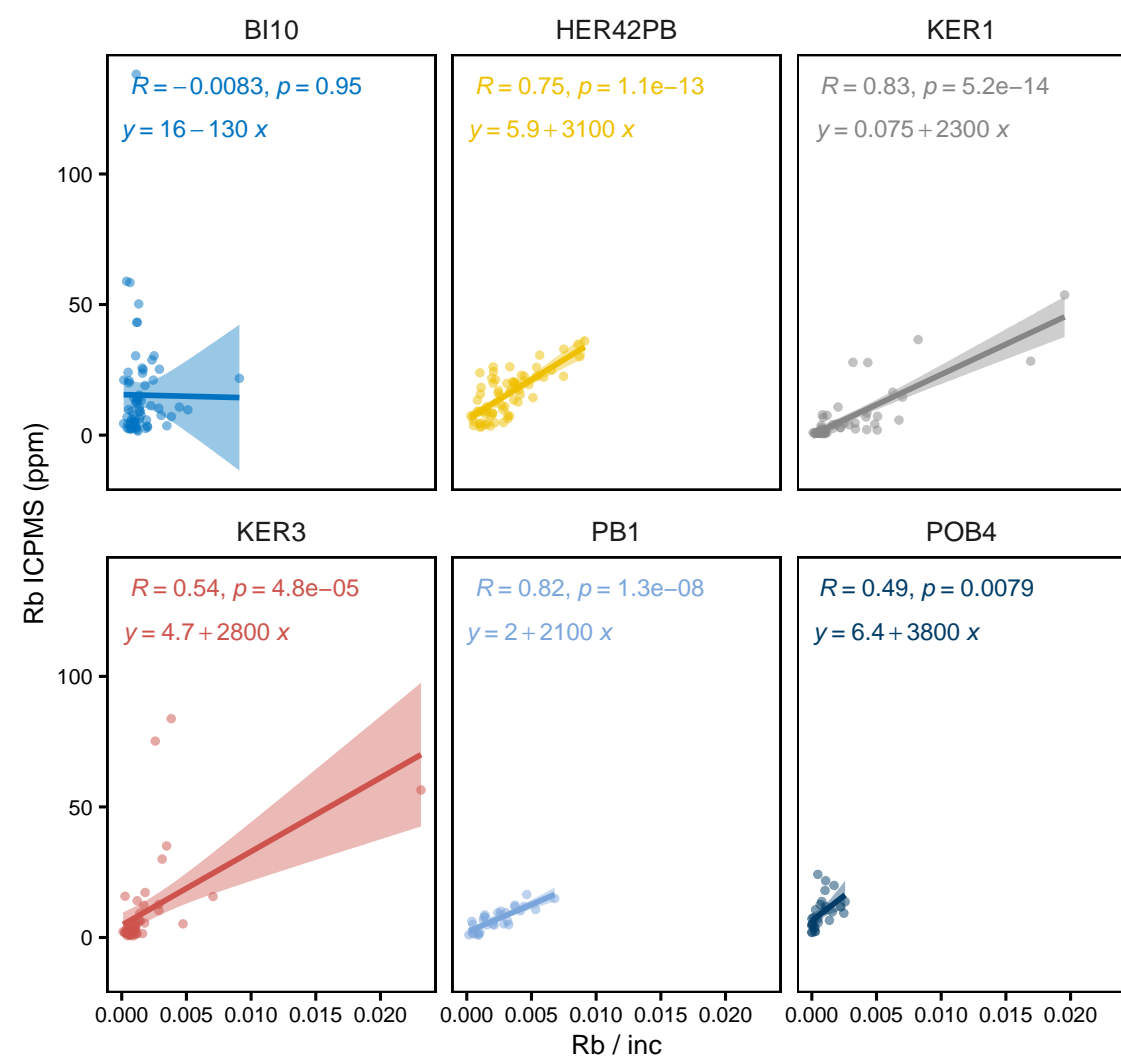 BI10 HER42PB KER1
R = −0.0083, p = 0.95 R = 0.75, p = 1.1e−13 R = 0.83, p = 5.2e−14
y = 16 − 130 x y = 5.9 + 3100 x y = 0.075 + 2300 x
100
50
0
Rb ICPMS (ppm)
KER3 PB1 POB4
R = 0.54, p = 4.8e−05 R = 0.82, p = 1.3e−08 R = 0.49, p = 0.0079
y = 4.7 + 2800 x y = 2 + 2100 x y = 6.4 + 3800 x
100
50
0
0.000 0.005 0.010 0.015 0.020 0.000 0.005 0.010 0.015 0.020 0.000 0.005 0.010 0.015 0.020
Rb / inc